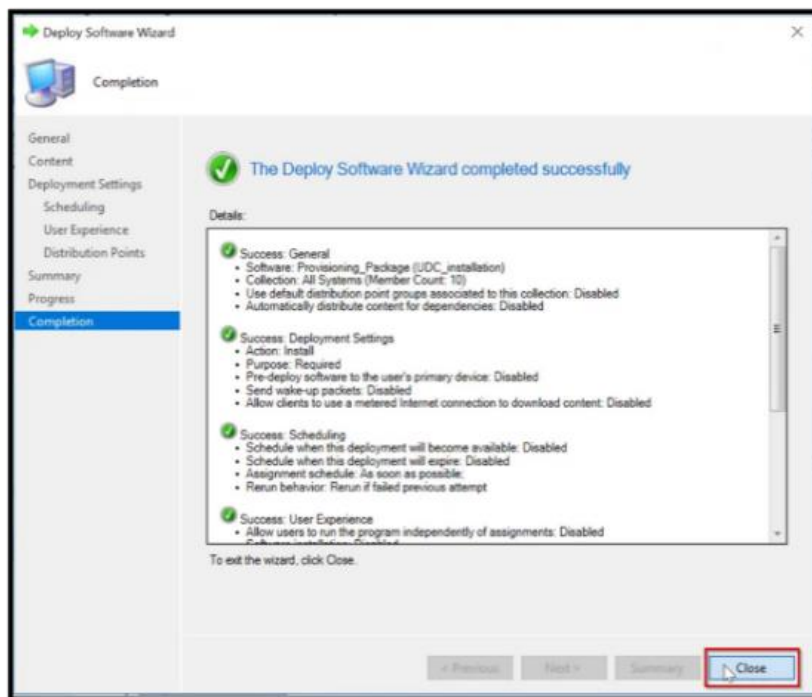 Deploy Software Wizard
Completion
General
Content
Deployment Settings
Scheduling
User Experience
Distribution Points
Summary
Progress
Completion
The Deploy Software Wizard completed successfully
Details:
Success: General
• Software: Provisioning_Package (UDC_installation)
• Collection: All Systems (Member Count: 10)
• Use default distribution point groups associated to this collection: Disabled
• Automatically distribute content for dependencies: Disabled
Success: Deployment Settings
• Action: Install
• Purpose: Required
• Pre-deploy software to the user's primary device: Disabled
• Send wake-up packets: Disabled
• Allow clients to use a metered Internet connection to download content: Disabled
Success: Scheduling
• Schedule when this deployment will become available: Disabled
• Schedule when this deployment will expire: Disabled
• Assignment schedule: As soon as possible;
• Rerun behavior: Rerun if failed previous attempt
Success: User Experience
• Allow users to run the program independently of assignments: Disabled
To exit the wizard, click Close.
< Previous
Next >
Summary
Close